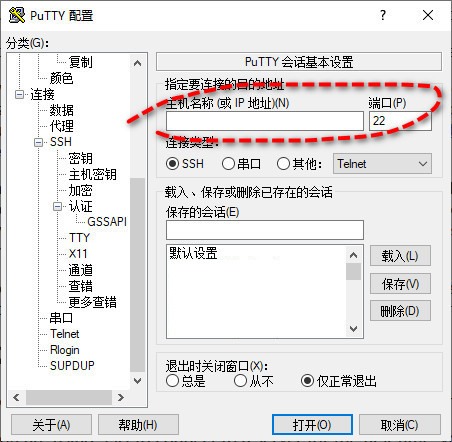 PuTTY 配置
分类(G):
复制
颜色
连接
数据
代理
SSH
密钥
主机密钥
加密
认证
GSSAPI
TTY
X11
通道
查错
更多查错
串口
Telnet
Rlogin
SUPDUP
PuTTY 会话基本设置
指定要连接的目的地址
主机名称 (或 IP 地址)(N) 端口(P)
22
连接类型:
SSH 串口 其他: Telnet
载入、保存或删除已存在的会话
保存的会话(E)
默认设置
载入(L)
保存(V)
删除(D)
退出时关闭窗口(X):
总是 从不 仅正常退出
关于(A) 帮助(H) 打开(O) 取消(C)